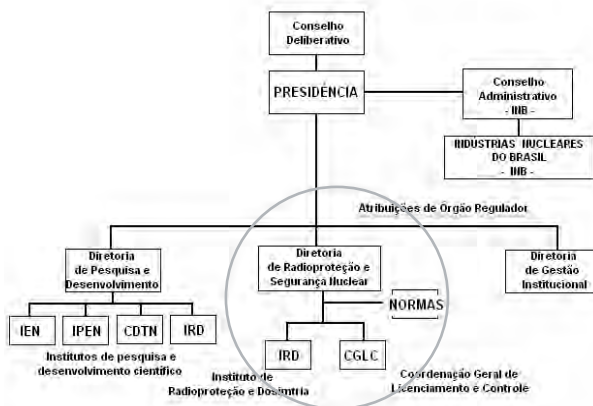 Conselho
Deliberativo
PRESIDÊNCIA
Conselho
Administrativo
- INB -
INDÚSTRIAS NUCLEARES
DO BRASIL
- INB -
Atribuições de Órgão Regulador
Diretoria
de Pesquisa e
Desenvolvimento
Diretoria
de Radioproteção e
Segurança Nuclear
Diretoria
de Gestão
Institucional
NORMAS
IEN
IPEN
CDTN
IRD
Institutos de pesquisa e
desenvolvimento científico
IRD
CGLC
Instituto de
Radioproteção e Dosimtria
Coordenação Geral de
Licenciamento e Controle